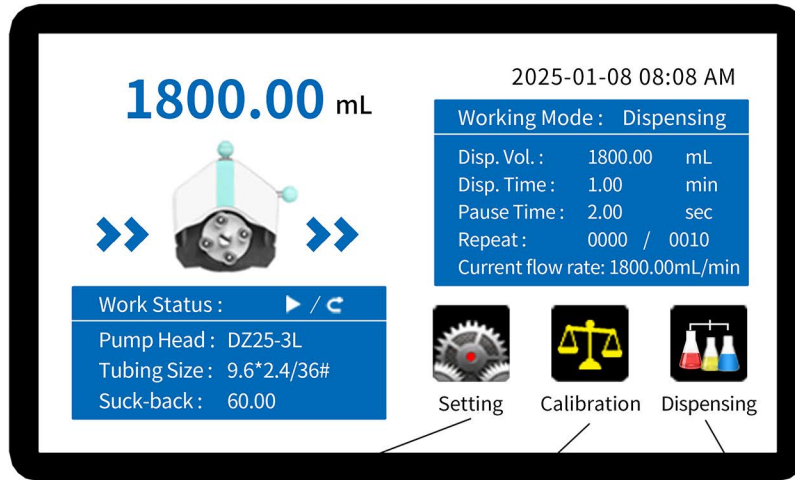 2025-01-08 08:08 AM
1800.00 mL
Working Mode : Dispensing
Disp. Vol. : 1800.00 mL
Disp. Time : 1.00 min
Pause Time : 2.00 sec
Repeat : 0000 / 0010
Current flow rate: 1800.00mL/min
Work Status : /
Pump Head : DZ25-3L
Tubing Size : 9.6*2.4/36#
Suck-back : 60.00
Setting
Calibration
Dispensing